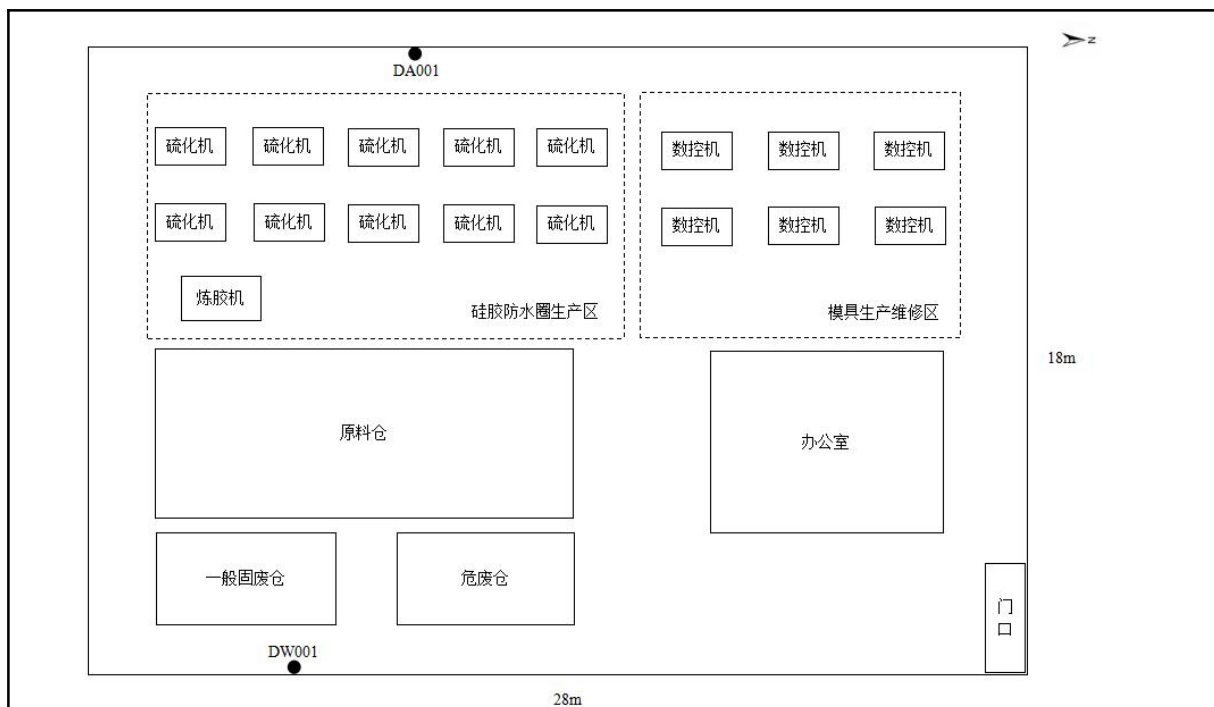 N
DA001
硫化机 硫化机 硫化机 硫化机 硫化机 数控机 数控机 数控机
硫化机 硫化机 硫化机 硫化机 硫化机 数控机 数控机 数控机
炼胶机
硅胶防水圈生产区 模具生产维修区
18m
原料仓 办公室
一般固废仓 危废仓
门
口
DW001
28m